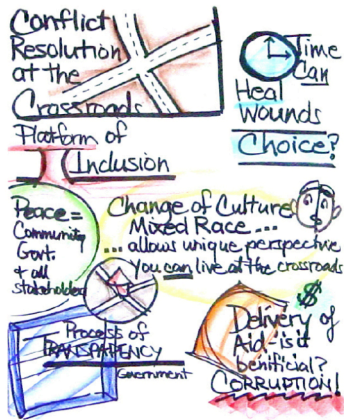 Conflict
Resolution
at the
Crossroads
Time
Can
Heal
Wounds
Choice?
Platform of
Inclusion
Peace =
Community
Govt.
& all
stakeholders
Change of Culture
Mixed Race ...
... allows unique perspective
You can live at the crossroads
Process of
TRANSPARENCY
Government
$
Delivery of
Aid - is it
benificial?
CORRUPTION!